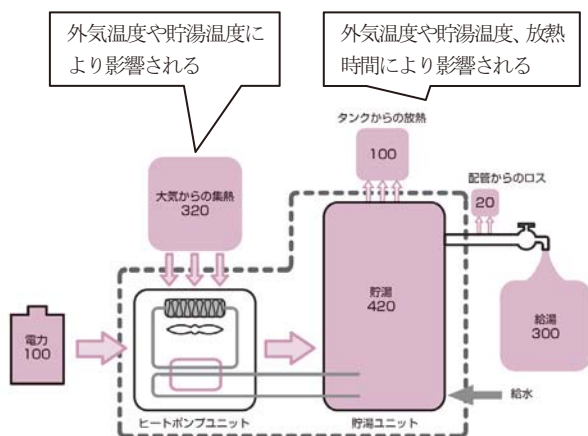 外気温度や貯湯温度に
より影響される
外気温度や貯湯温度、放熱
時間により影響される
タンクからの放熱
100
配管からのロス
20
大気からの集熱
320
貯湯
420
給湯
300
電力
100
給水
ヒートポンプユニット
貯湯ユニット